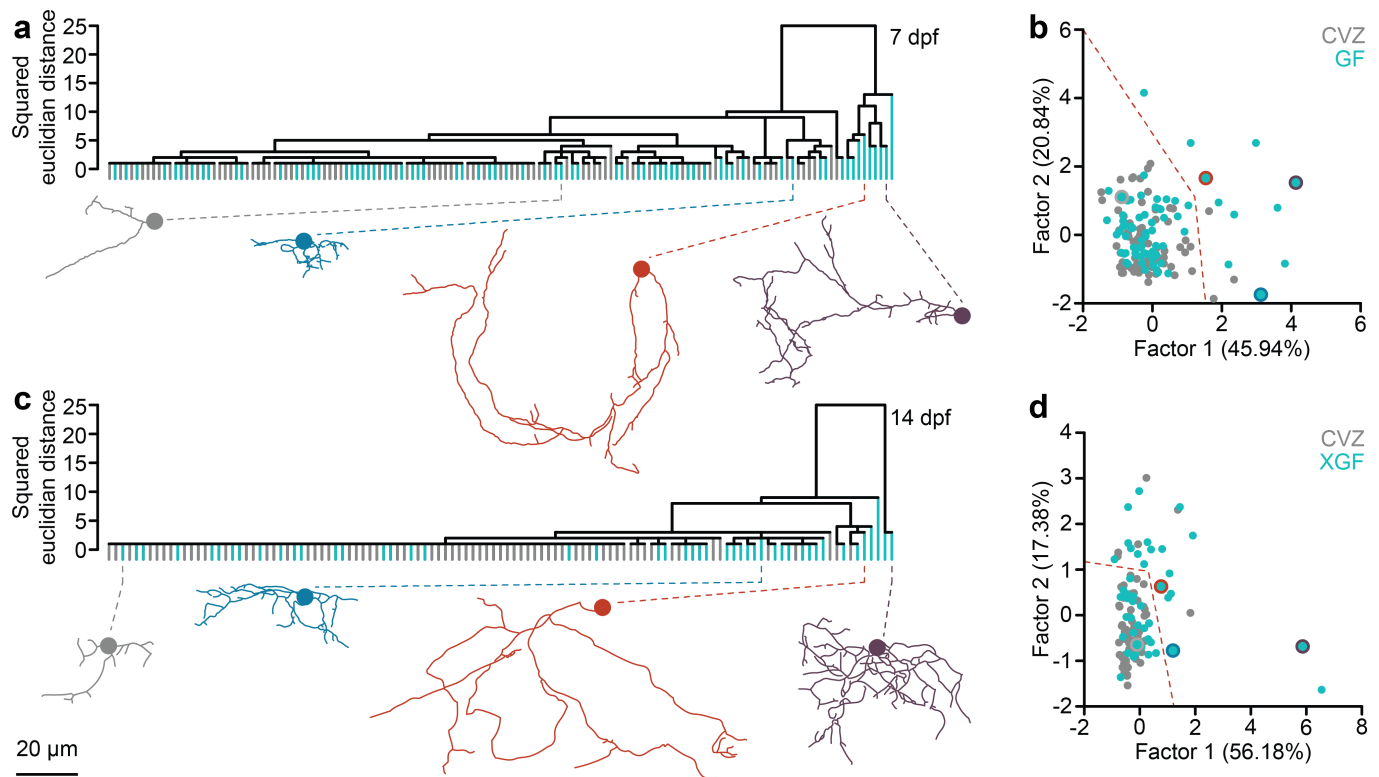 a
Squared
euclidian distance
25
20
15
10
5
0
7 dpf
b
CVZ
GF
Factor 2 (20.84%)
6
4
2
0
-2
-2 0 2 4 6
Factor 1 (45.94%)
c
Squared
euclidian distance
25
20
15
10
5
0
14 dpf
20 µm
d
CVZ
XGF
Factor 2 (17.38%)
4
3
2
1
0
-1
-2
-2 0 2 4 6 8
Factor 1 (56.18%)